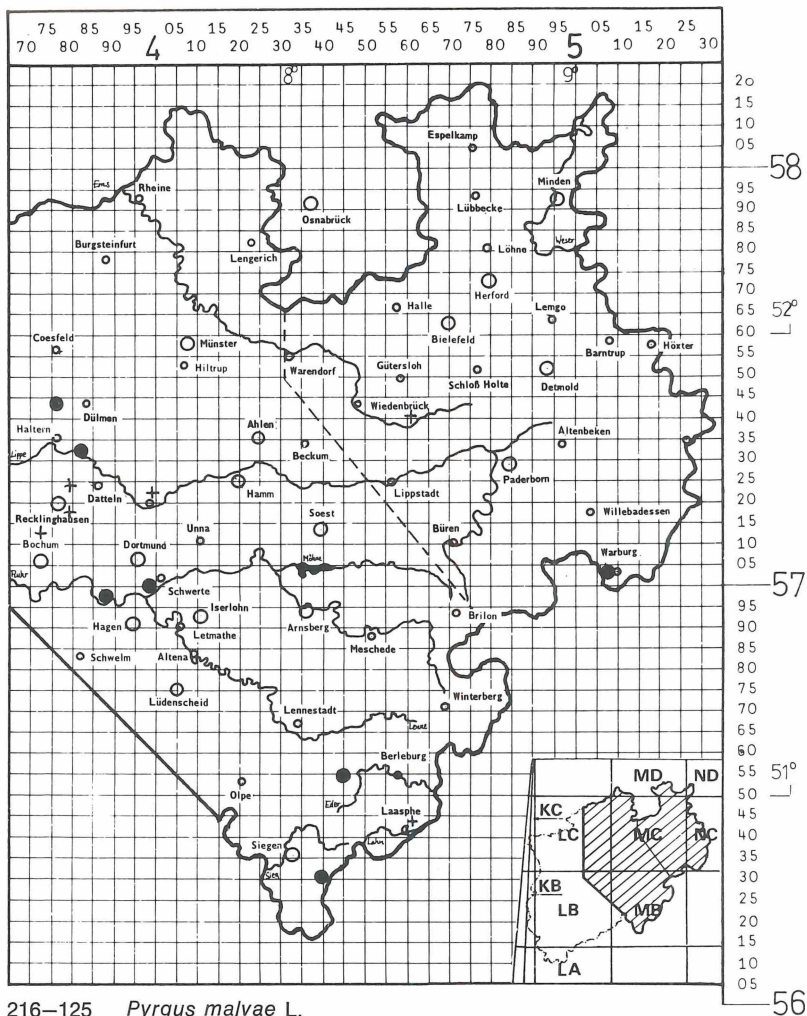 75 85 95 4 05 15 25 35 45 55 65 75 85 95 5 05 15 25
70 80 90 10 20 30 40 50 60 70 80 90 10 20 30
8° 9°
20
15
Espelkamp 10
05
58
Ems Rheine Minden 95
Osnabrück Lübbecke 90
Burgsteinfurt Lengerich Löhne Weser 80
85
75
Herford 70
Halle Lemgo 65
52°
Coesfeld Münster Bielefeld 60
Barntrup Höxter
Hiltrup Warendorf Gütersloh Schloß Holte Detmold 55
50
Dülmen Wiedenbrück 45
Haltern Ahlen Altenbeken 40
Lippe Beckum 35
Paderborn 30
Datteln Hamm Lippstadt 25
Recklinghausen Soest Willebadessen 20
15
Bochum Dortmund Unna Büren 10
Möhne Warburg 05
Ruhr Schwerte 57
Hagen Iserlohn Arnsberg Brilon 95
Letmathe Meschede 90
Schwelm Altena 85
80
Lüdenscheid Winterberg 75
Lennestadt Lenne 70
65
60
Berleburg 55
51°
Olpe Eder MD ND 50
Laasphe KC 45
Siegen Lahn LC MC NC 40
Sieg 35
KB 30
LB MB 25
20
15
LA 10
05
56
216–125 Pyrgus malvae L.